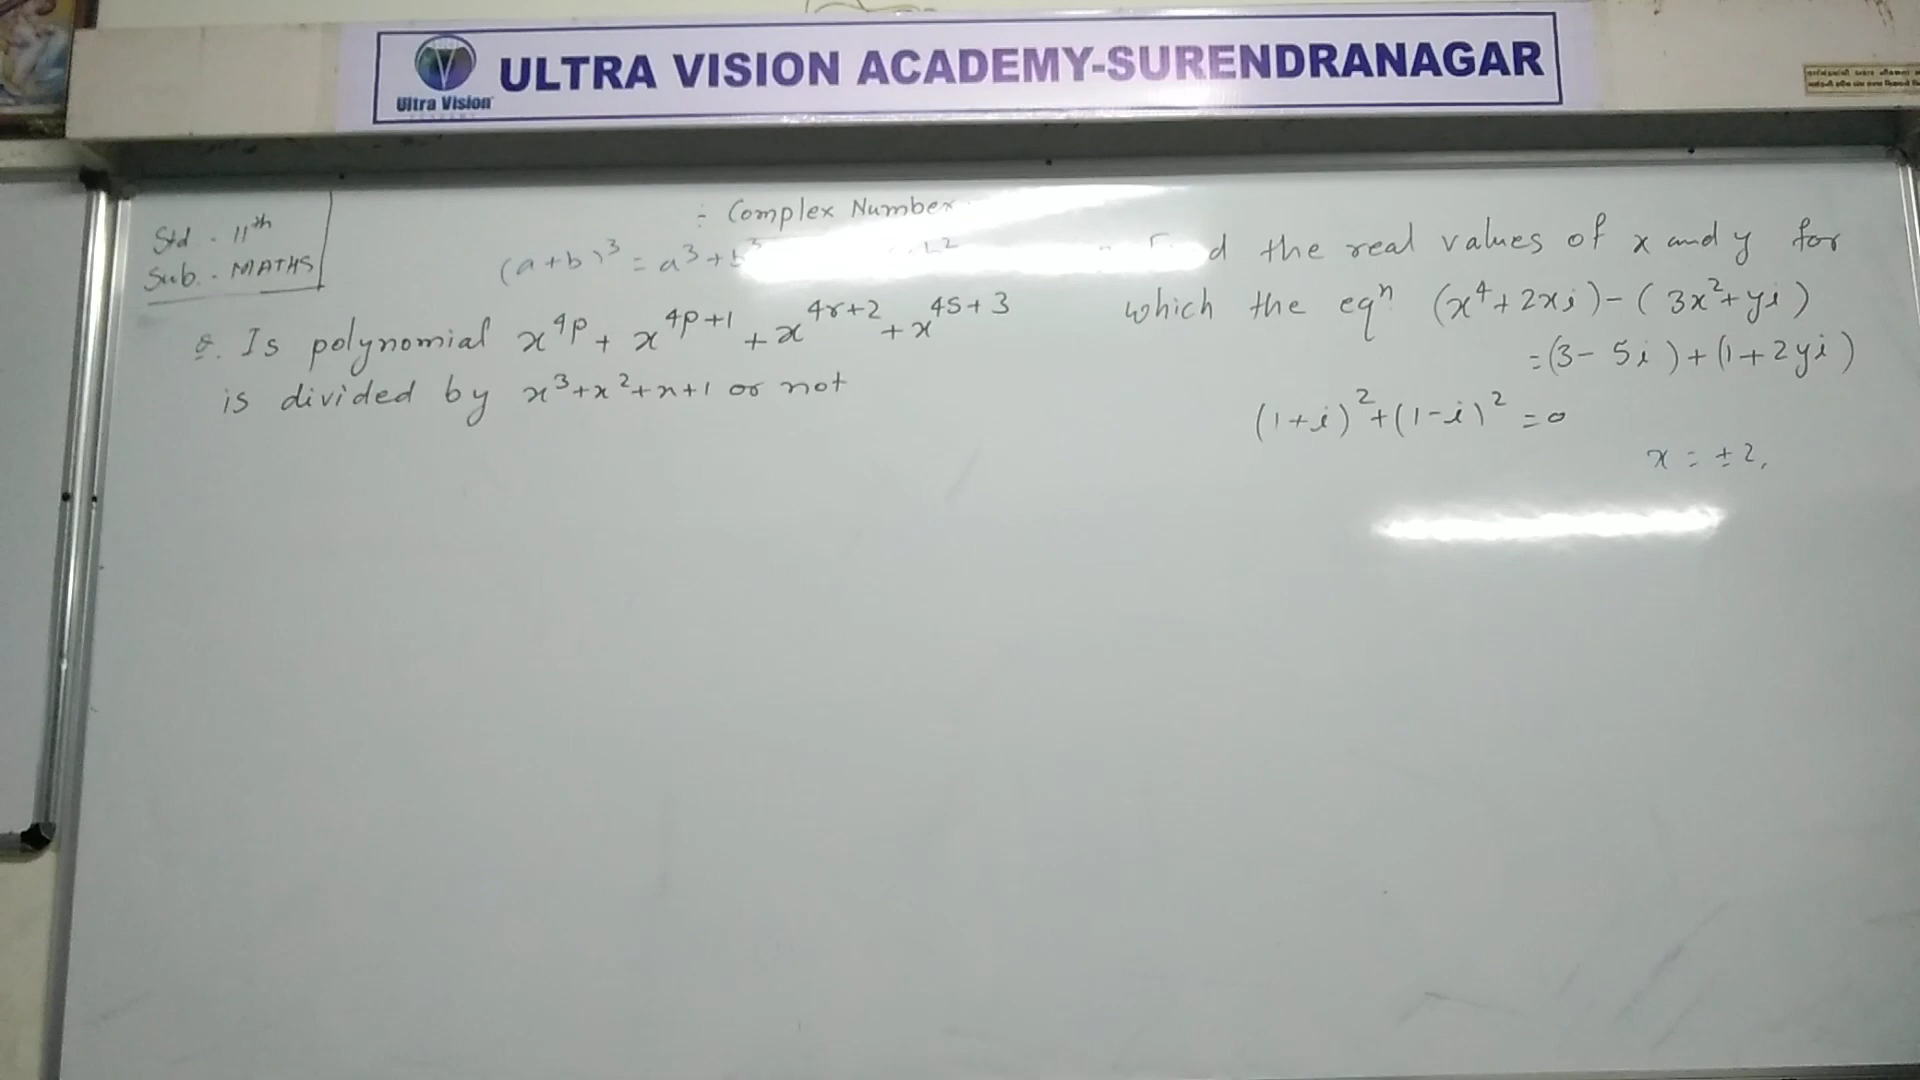 ULTRA VISION ACADEMY-SURENDRANAGAR
Ultra Vision
Std. 11th
Sub. MATHS
:- Complex Number
(a+b)³ = a³+b³
Q. Is polynomial x^4p + x^4p+1 + x^4r+2 + x^4s+3
is divided by x³+x²+x+1 or not
the real values of x and y for
which the eqⁿ (x⁴+2xi)-(3x²+yi)
=(3-5i)+(1+2yi)
(1+i)²+(1-i)²=0
x = ±2,